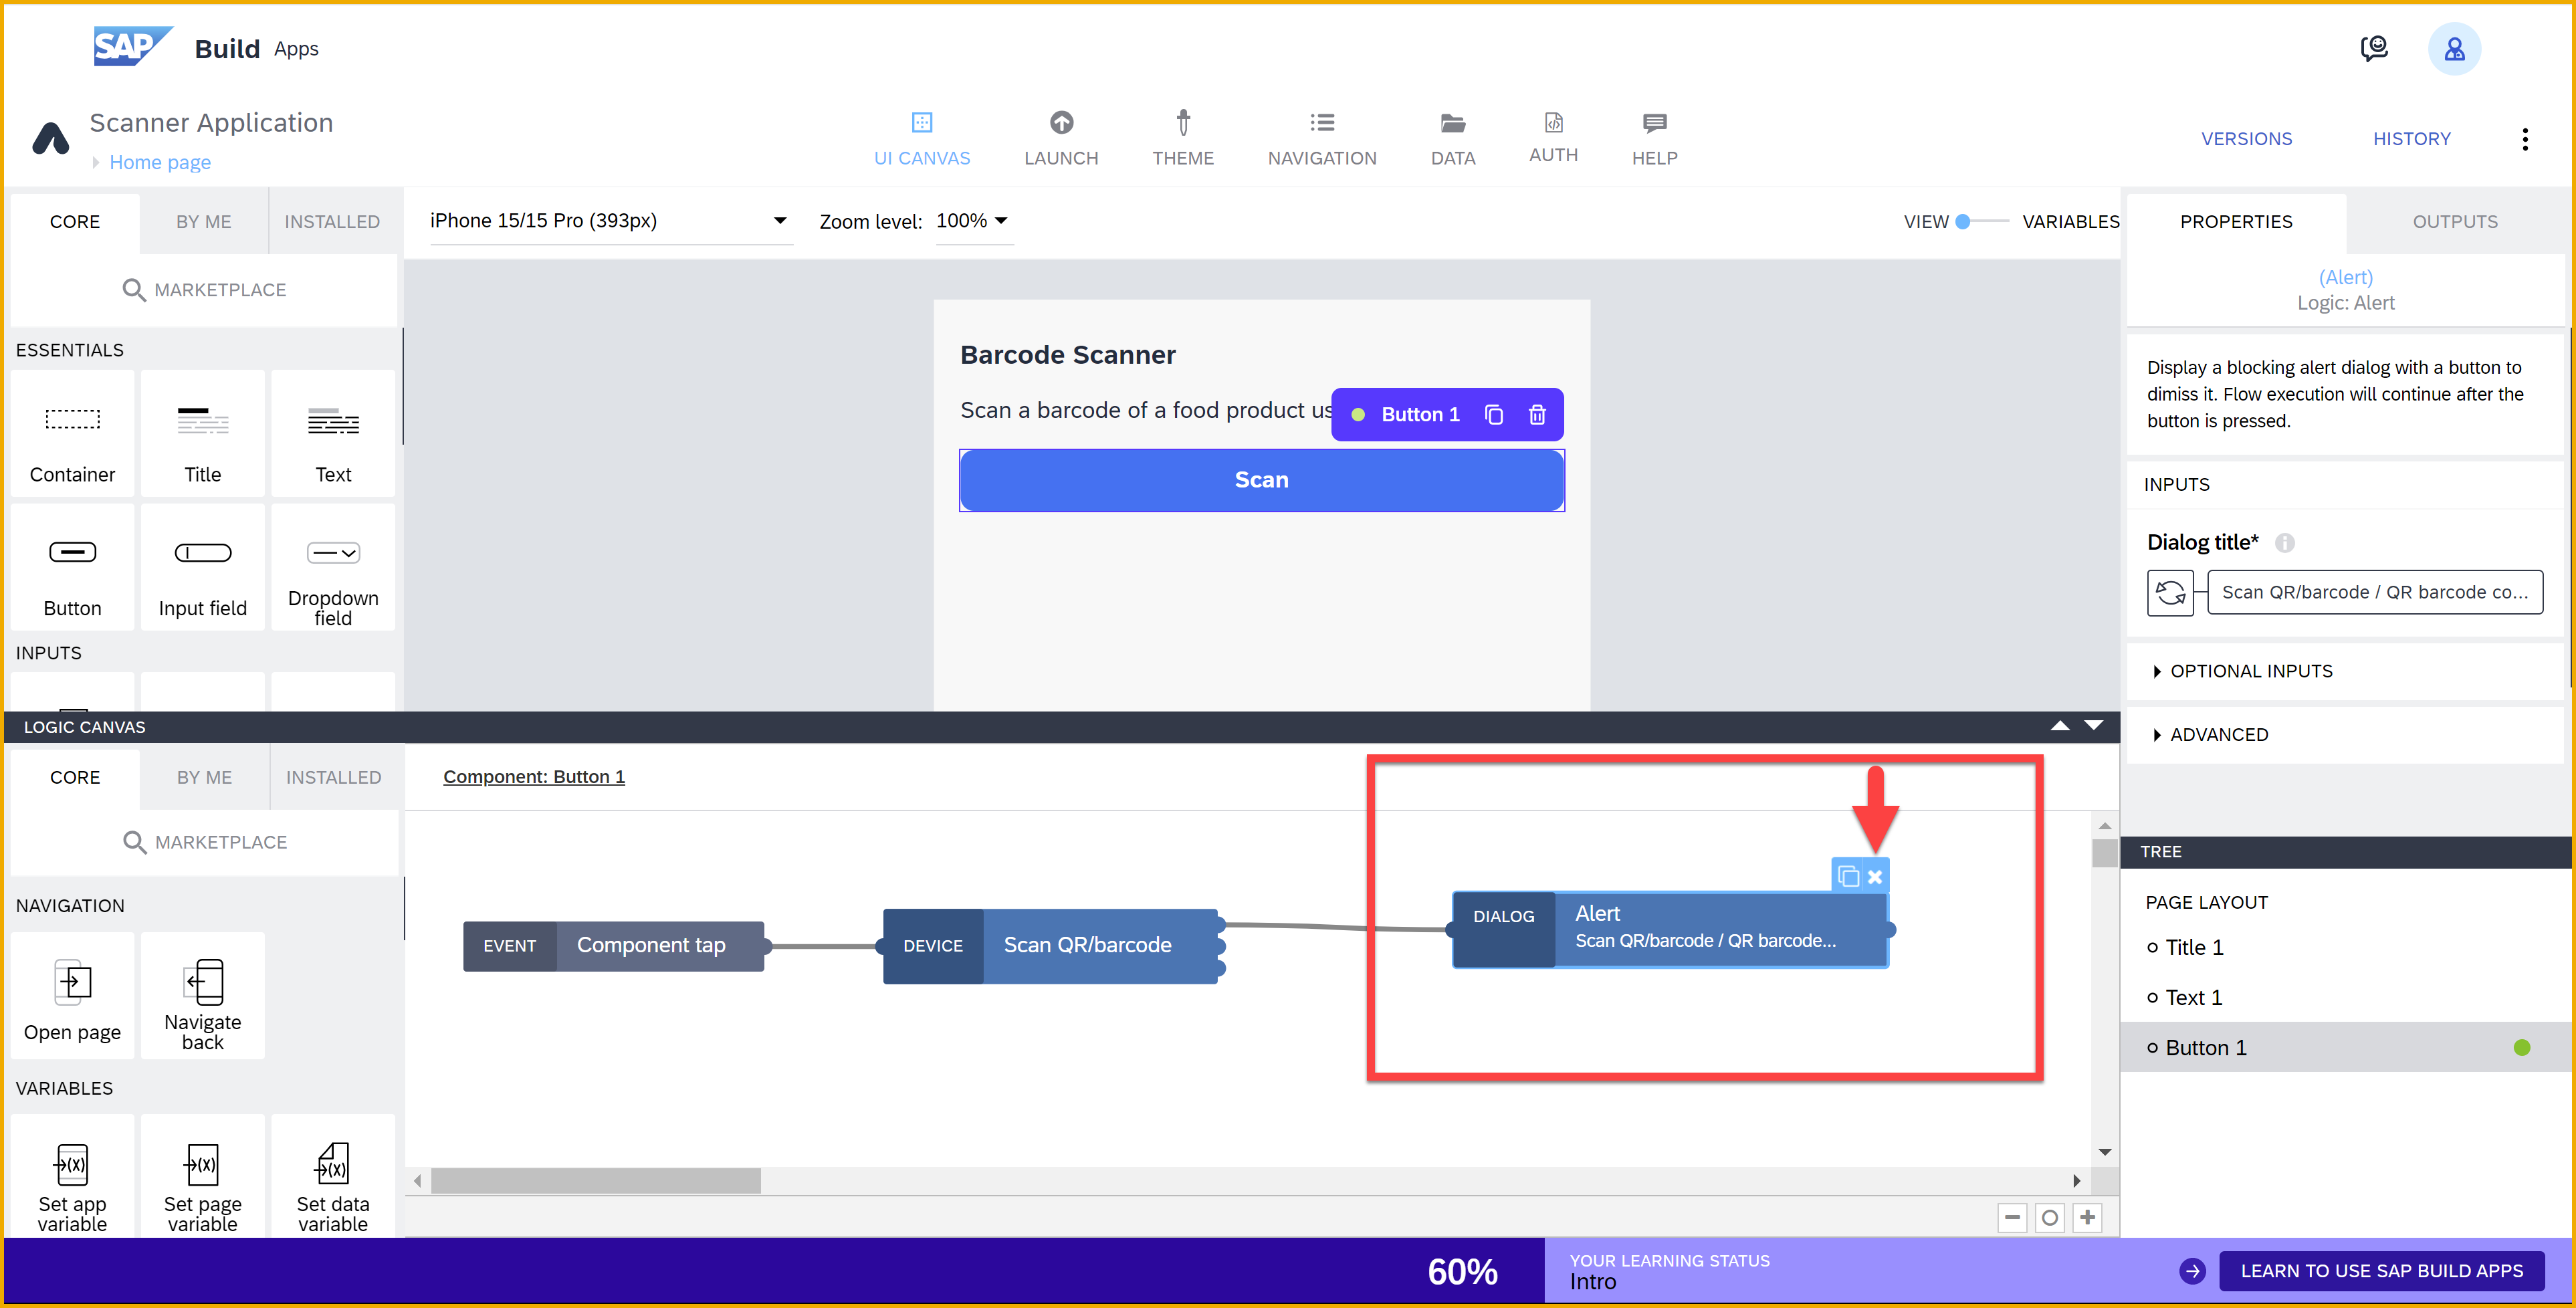 SAP Build Apps
Scanner Application
Home page
UI CANVAS
LAUNCH
THEME
NAVIGATION
DATA
AUTH
HELP
VERSIONS
HISTORY
CORE
BY ME
INSTALLED
MARKETPLACE
ESSENTIALS
Container
Title
Text
Button
Input field
Dropdown
field
INPUTS
iPhone 15/15 Pro (393px)
Zoom level: 100%
VIEW
VARIABLES
Barcode Scanner
Scan a barcode of a food product us
Button 1
Scan
PROPERTIES
OUTPUTS
(Alert)
Logic: Alert
Display a blocking alert dialog with a button to
dimiss it. Flow execution will continue after the
button is pressed.
INPUTS
Dialog title*
Scan QR/barcode / QR barcode co...
OPTIONAL INPUTS
ADVANCED
LOGIC CANVAS
CORE
BY ME
INSTALLED
MARKETPLACE
NAVIGATION
Open page
Navigate
back
VARIABLES
Set app
variable
Set page
variable
Set data
variable
Component: Button 1
EVENT
Component tap
DEVICE
Scan QR/barcode
DIALOG
Alert
Scan QR/barcode / QR barcode...
TREE
PAGE LAYOUT
Title 1
Text 1
Button 1
60%
YOUR LEARNING STATUS
Intro
LEARN TO USE SAP BUILD APPS